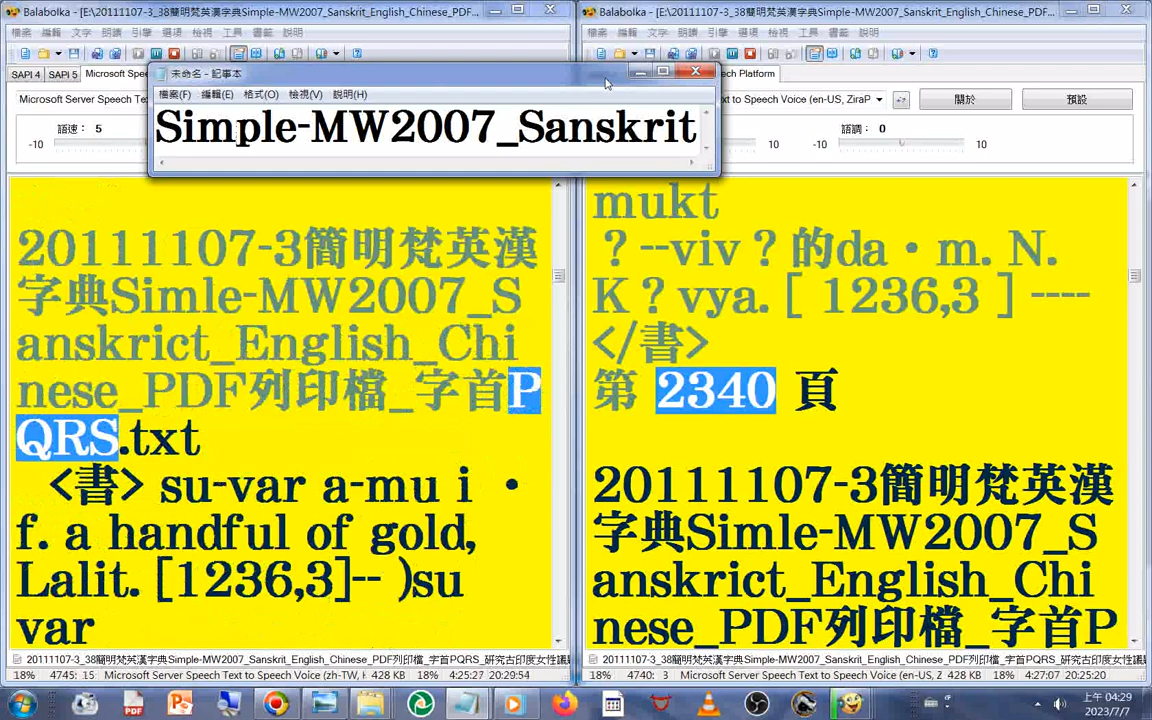 Balabolka - [E:\20111107-3_38簡明梵英漢字典Simple-MW2007_Sanskrit_English_Chinese_PDF...
檔案 編輯 文字 朗讀 引擎 選項 檢視 工具 書籤 說明
SAPI 4 SAPI 5 Microsoft Spee
Microsoft Server Speech Text
語速： 5
-10
20111107-3簡明梵英漢
字典Simle-MW2007_S
anskrict_English_Chi
nese_PDF列印檔_字首P
QRS.txt
<書> su-var a-mu i ‧
f. a handful of gold,
Lalit. [1236,3]-- )su
var
20111107-3_38簡明梵英漢字典Simple-MW2007_Sanskrit_English_Chinese_PDF列印檔_字首PQRS_研究古印度女性議
18% 4745: 15 Microsoft Server Speech Text to Speech Voice (zh-TW, H 428 KB 4:25:27 20:29:54
未命名 - 記事本
檔案(F) 編輯(E) 格式(O) 檢視(V) 說明(H)
Simple-MW2007_Sanskrit
Balabolka - [E:\20111107-3_38簡明梵英漢字典Simple-MW2007_Sanskrit_English_Chinese_PDF...
檔案 編輯 文字 朗讀 引擎 選項 檢視 工具 書籤 說明
ech Platform
t to Speech Voice (en-US, ZiraP
關於
預設
10
語調： 0
-10
10
mukt
？--viv？的da‧m. N.
K？vya.［ 1236,3 ］----
</書>
第 2340 頁
20111107-3簡明梵英漢
字典Simle-MW2007_S
anskrict_English_Chi
nese_PDF列印檔_字首P
20111107-3_38簡明梵英漢字典Simple-MW2007_Sanskrit_English_Chinese_PDF列印檔_字首PQRS_研究古印度女性議
18% 4740: 3 Microsoft Server Speech Text to Speech Voice (en-US, Z 428 KB 4:27:07 20:25:20
上午 04:29
2023/7/7